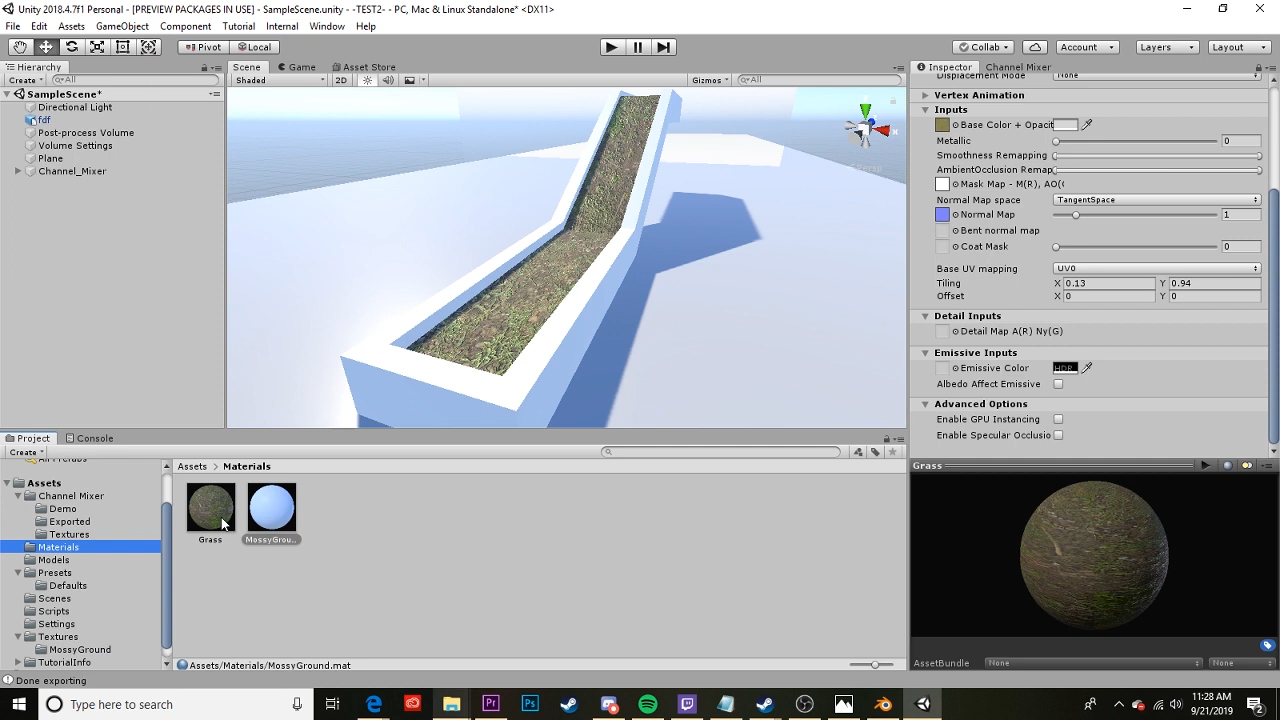 Unity 2018.4.7f1 Personal - [PREVIEW PACKAGES IN USE] - SampleScene.unity - -TEST2- - PC, Mac & Linux Standalone* <DX11>
File Edit Assets GameObject Component Tutorial Internal Window Help
Pivot Local Collab Account Layers Layout
Hierarchy Scene Game Asset Store Inspector Channel Mixer
Create All Shaded 2D Gizmos All Displacement Mode None
SampleScene*
Directional Light
fdf
Post-process Volume
Volume Settings
Plane
Channel_Mixer
Vertex Animation
Inputs
Base Color + Opacit
Metallic 0
Smoothness Remapping
AmbientOcclusion Remap
Mask Map - M(R), AO(
Normal Map space TangentSpace
Normal Map 1
Bent normal map
Coat Mask 0
Base UV mapping UV0
Tiling X 0.13 Y 0.94
Offset X 0 Y 0
Detail Inputs
Detail Map A(R) Ny(G)
Emissive Inputs
Emissive Color HDR
Albedo Affect Emissive
Advanced Options
Enable GPU Instancing
Enable Specular Occlusio
Project Console
Create
Assets > Materials
Assets
Channel Mixer
Demo
Exported
Textures
Materials
Models
Presets
Defaults
Scenes
Scripts
Settings
Textures
MossyGround
TutorialInfo
Grass MossyGrou..
Assets/Materials/MossyGround.mat
Grass
AssetBundle None None
Done exporting
Type here to search
11:28 AM
9/21/2019
2